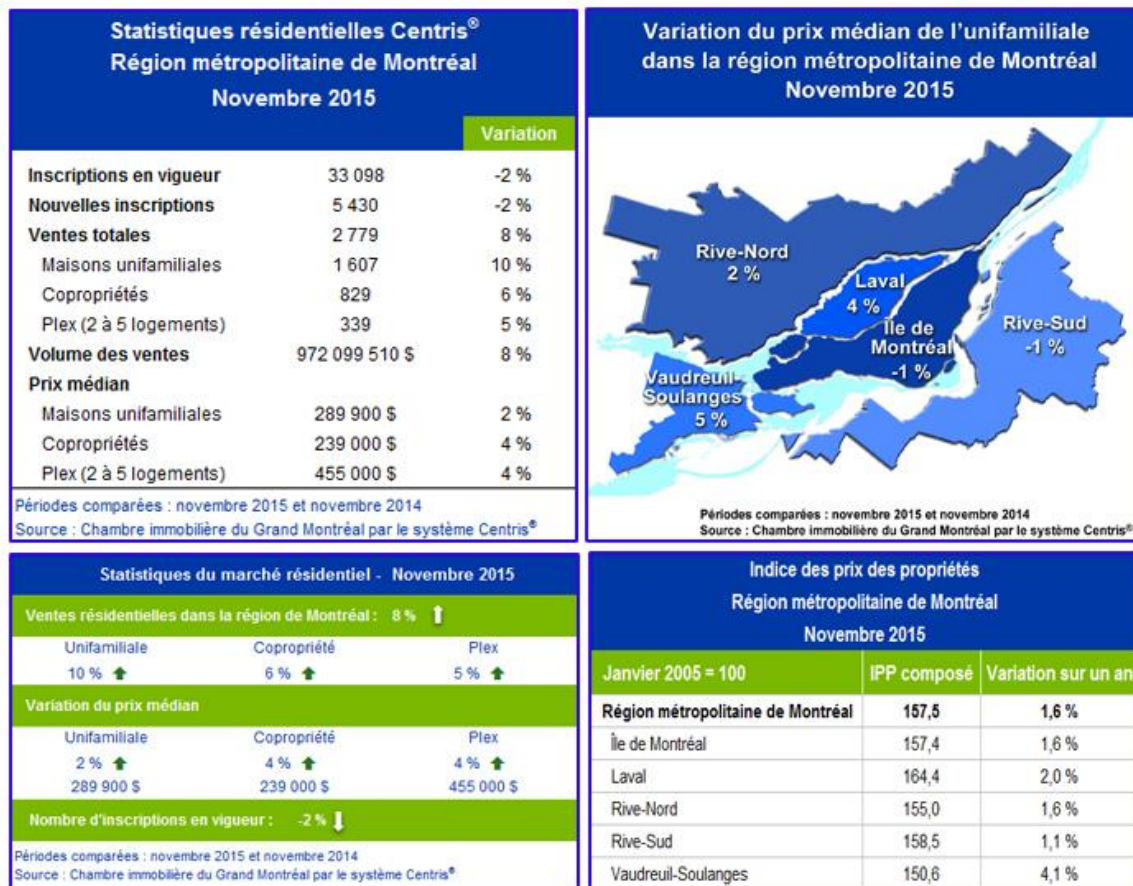 Statistiques résidentielles Centris®
Région métropolitaine de Montréal
Novembre 2015
Variation
Inscriptions en vigueur 33 098 -2 %
Nouvelles inscriptions 5 430 -2 %
Ventes totales 2 779 8 %
Maisons unifamiliales 1 607 10 %
Copropriétés 829 6 %
Plex (2 à 5 logements) 339 5 %
Volume des ventes 972 099 510 $ 8 %
Prix médian
Maisons unifamiliales 289 900 $ 2 %
Copropriétés 239 000 $ 4 %
Plex (2 à 5 logements) 455 000 $ 4 %
Périodes comparées : novembre 2015 et novembre 2014
Source : Chambre immobilière du Grand Montréal par le système Centris®
Variation du prix médian de l'unifamiliale
dans la région métropolitaine de Montréal
Novembre 2015
Rive-Nord
2 %
Laval
4 %
Île de
Montréal
-1 %
Rive-Sud
-1 %
Vaudreuil-
Soulanges
5 %
Périodes comparées : novembre 2015 et novembre 2014
Source : Chambre immobilière du Grand Montréal par le système Centris®
Statistiques du marché résidentiel - Novembre 2015
Ventes résidentielles dans la région de Montréal : 8 %
Unifamiliale Copropriété Plex
10 % 6 % 5 %
Variation du prix médian
Unifamiliale Copropriété Plex
2 % 4 % 4 %
289 900 $ 239 000 $ 455 000 $
Nombre d'inscriptions en vigueur : -2 %
Périodes comparées : novembre 2015 et novembre 2014
Source : Chambre immobilière du Grand Montréal par le système Centris®
Indice des prix des propriétés
Région métropolitaine de Montréal
Novembre 2015
Janvier 2005 = 100 IPP composé Variation sur un an
Région métropolitaine de Montréal 157,5 1,6 %
Île de Montréal 157,4 1,6 %
Laval 164,4 2,0 %
Rive-Nord 155,0 1,6 %
Rive-Sud 158,5 1,1 %
Vaudreuil-Soulanges 150,6 4,1 %